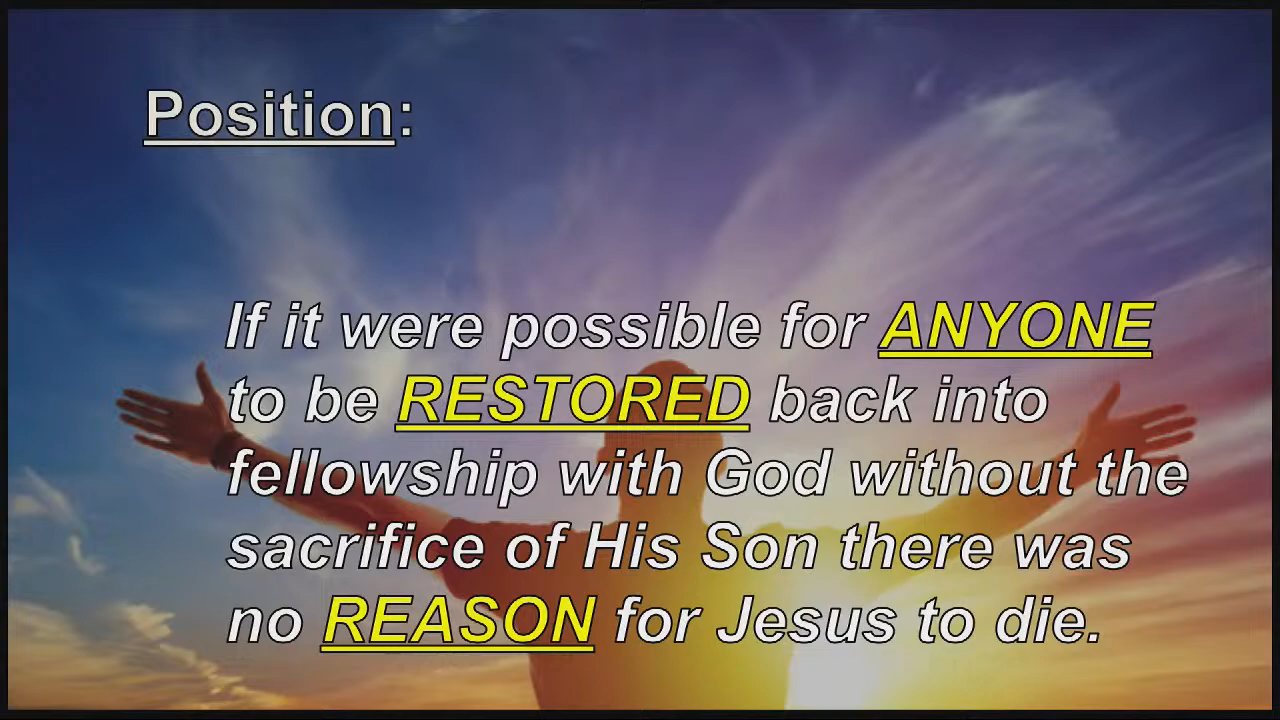 Position:
If it were possible for ANYONE
to be RESTORED back into
fellowship with God without the
sacrifice of His Son there was
no REASON for Jesus to die.